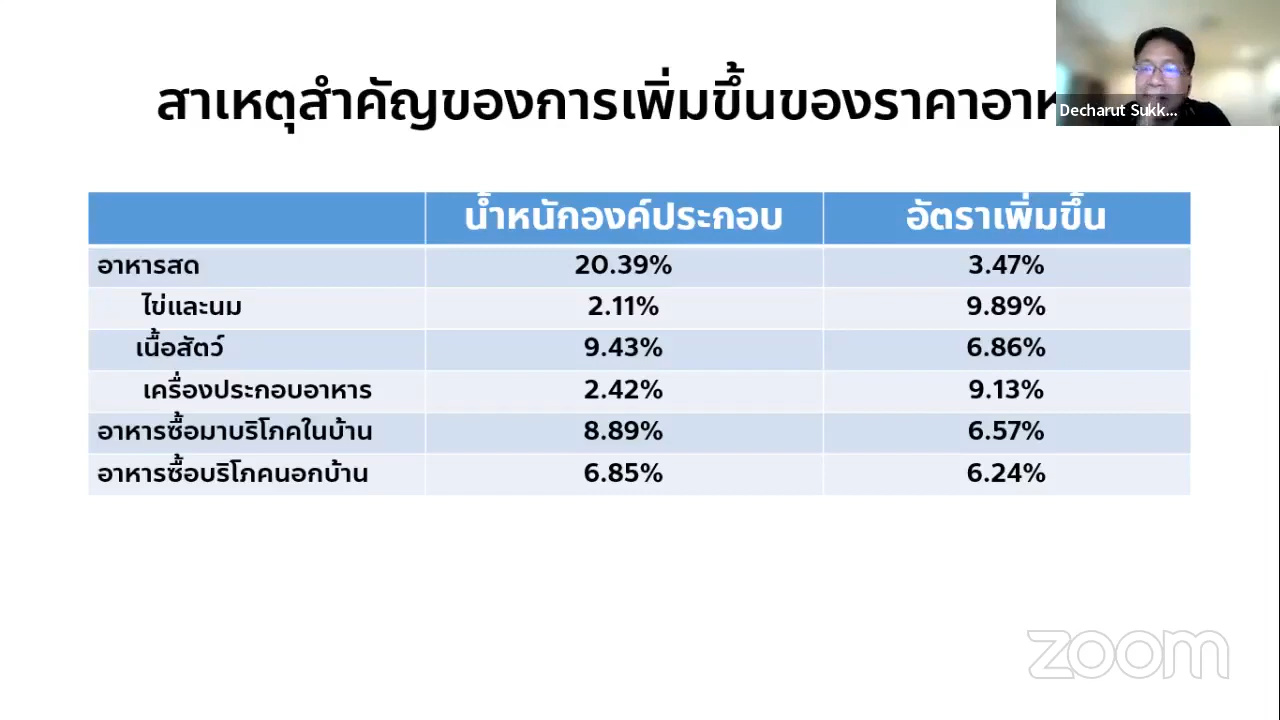 สาเหตุสำคัญของการเพิ่มขึ้นของราคาอาห
Decharut Sukk...
น้ำหนักองค์ประกอบ อัตราเพิ่มขึ้น
อาหารสด 20.39% 3.47%
ไข่และนม 2.11% 9.89%
เนื้อสัตว์ 9.43% 6.86%
เครื่องประกอบอาหาร 2.42% 9.13%
อาหารซื้อมาบริโภคในบ้าน 8.89% 6.57%
อาหารซื้อบริโภคนอกบ้าน 6.85% 6.24%
zoom